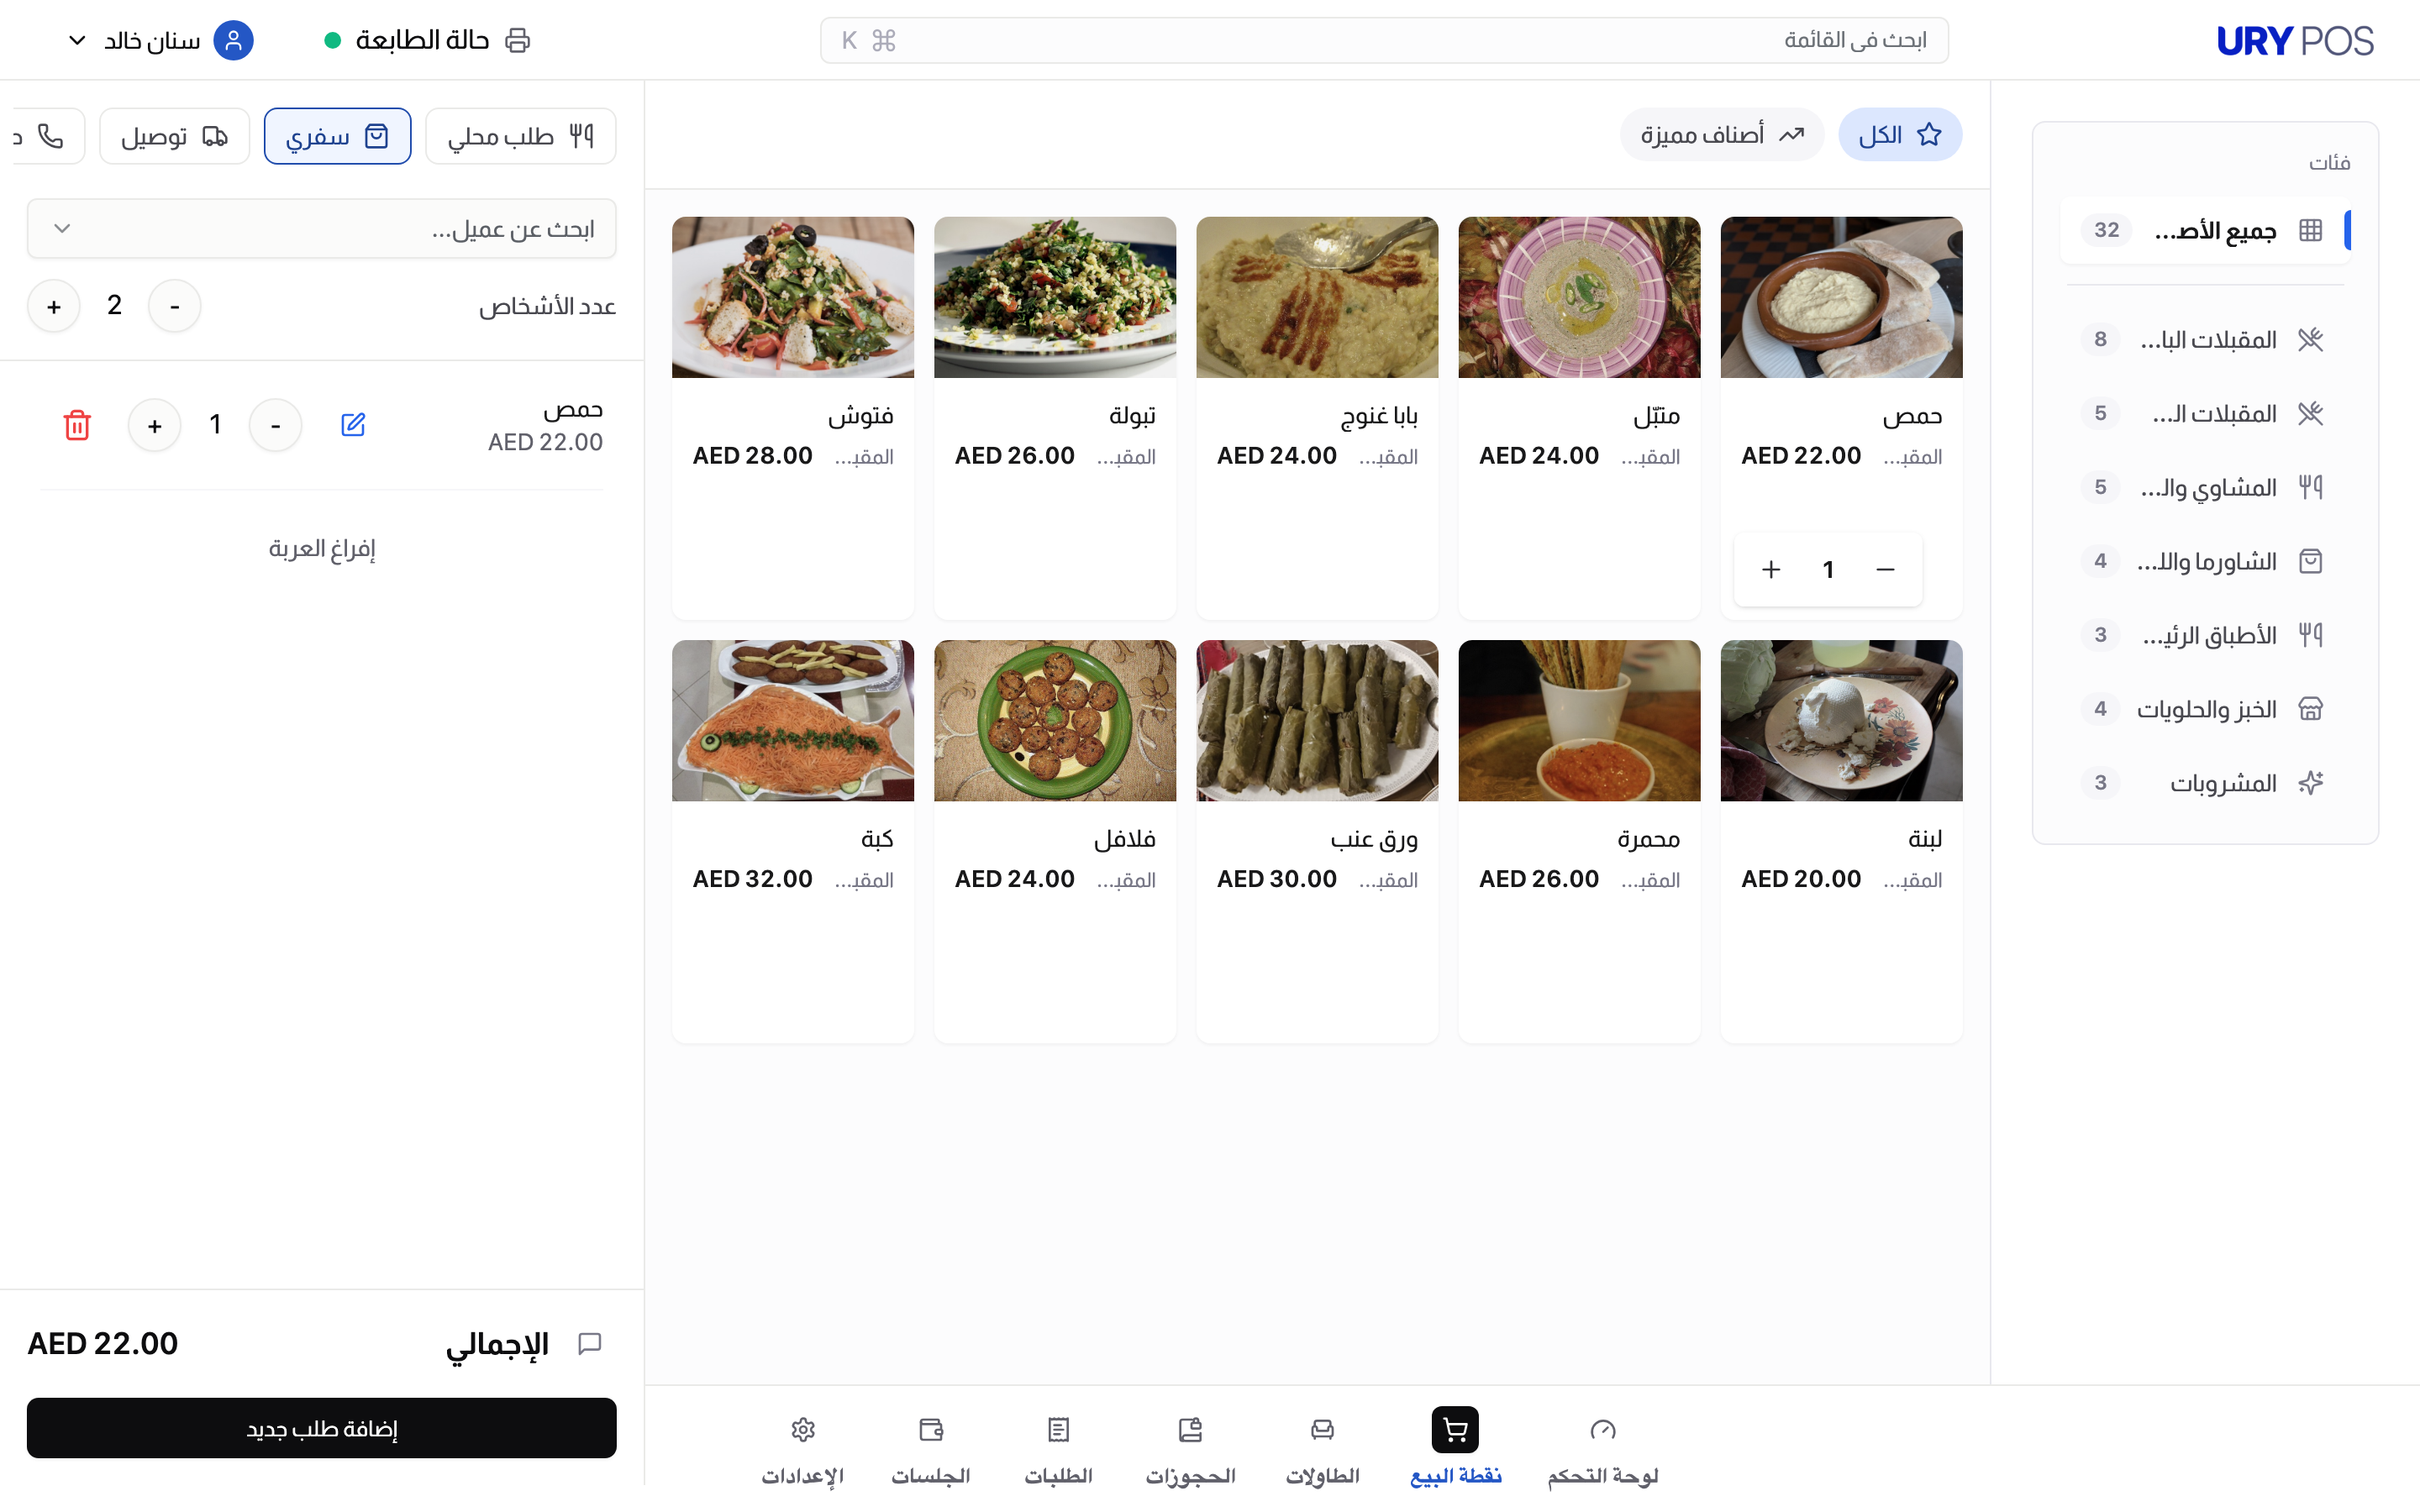 URY POS
ابحث في القائمة
⌘ K
حالة الطابعة
سنان خالد
فئات
جميع الأصـ... 32
المقبلات البا... 8
المقبلات الـ... 5
المشاوي والـ... 5
الشاورما واللـ... 4
الأطباق الرئيـ... 3
الخبز والحلويات 4
المشروبات 3
الكل
أصناف مميزة
حمص
المقبـ... AED 22.00
1
متبّل
المقبـ... AED 24.00
بابا غنوج
المقبـ... AED 24.00
تبولة
المقبـ... AED 26.00
فتوش
المقبـ... AED 28.00
لبنة
المقبـ... AED 20.00
محمرة
المقبـ... AED 26.00
ورق عنب
المقبـ... AED 30.00
فلافل
المقبـ... AED 24.00
كبة
المقبـ... AED 32.00
طلب محلي
سفري
توصيل
ابحث عن عميل...
عدد الأشخاص
- 2 +
حمص
AED 22.00
- 1 +
إفراغ العربة
الإجمالي AED 22.00
إضافة طلب جديد
لوحة التحكم
نقطة البيع
الطاولات
الحجوزات
الطلبات
الجلسات
الإعدادات